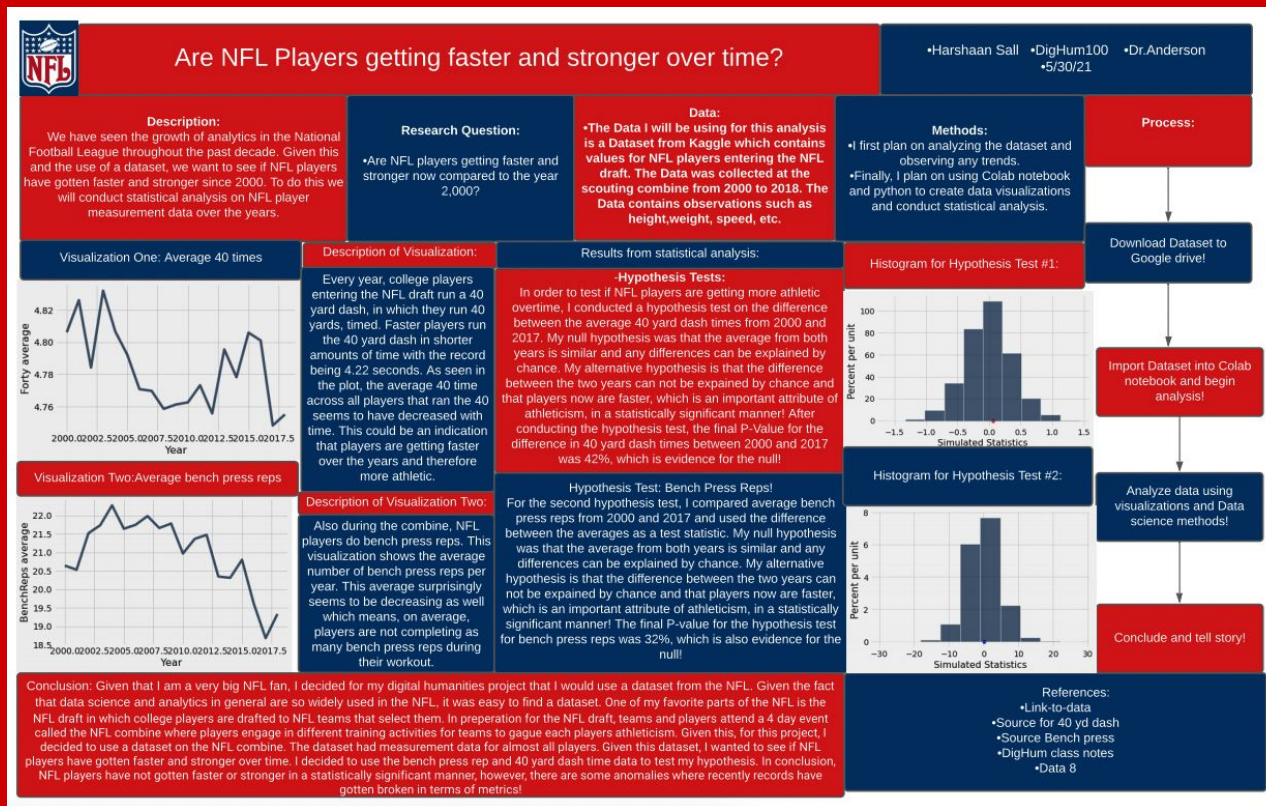 NFL
Are NFL Players getting faster and stronger over time?
•Harshaan Sall •DigHum100 •Dr.Anderson
•5/30/21
Description:
We have seen the growth of analytics in the National
Football League throughout the past decade. Given this
and the use of a dataset, we want to see if NFL players
have gotten faster and stronger since 2000. To do this we
will conduct statistical analysis on NFL player
measurement data over the years.
Research Question:
•Are NFL players getting faster and
stronger now compared to the year
2,000?
Data:
•The Data I will be using for this analysis
is a Dataset from Kaggle which contains
values for NFL players entering the NFL
draft. The Data was collected at the
scouting combine from 2000 to 2018. The
Data contains observations such as
height,weight, speed, etc.
Methods:
•I first plan on analyzing the dataset and
observing any trends.
•Finally, I plan on using Colab notebook
and python to create data visualizations
and conduct statistical analysis.
Process:
Download Dataset to
Google drive!
Import Dataset into Colab
notebook and begin
analysis!
Analyze data using
visualizations and Data
science methods!
Conclude and tell story!
Visualization One: Average 40 times
Forty average
4.82
4.80
4.78
4.76
2000.0 2002.5 2005.0 2007.5 2010.0 2012.5 2015.0 2017.5
Year
Visualization Two:Average bench press reps
BenchReps average
22.0
21.5
21.0
20.5
20.0
19.5
19.0
18.5
2000.0 2002.5 2005.0 2007.5 2010.0 2012.5 2015.0 2017.5
Year
Description of Visualization:
Every year, college players
entering the NFL draft run a 40
yard dash, in which they run 40
yards, timed. Faster players run
the 40 yard dash in shorter
amounts of time with the record
being 4.22 seconds. As seen in
the plot, the average 40 time
across all players that ran the 40
seems to have decreased with
time. This could be an indication
that players are getting faster
over the years and therefore
more athletic.
Description of Visualization Two:
Also during the combine, NFL
players do bench press reps. This
visualization shows the average
number of bench press reps per
year. This average surprisingly
seems to be decreasing as well
which means, on average,
players are not completing as
many bench press reps during
their workout.
Results from statistical analysis:
-Hypothesis Tests:
In order to test if NFL players are getting more athletic
overtime, I conducted a hypothesis test on the difference
between the average 40 yard dash times from 2000 and
2017. My null hypothesis was that the average from both
years is similar and any differences can be explained by
chance. My alternative hypothesis is that the difference
between the two years can not be expained by chance and
that players now are faster, which is an important attribute of
athleticism, in a statistically significant manner! After
conducting the hypothesis test, the final P-Value for the
difference in 40 yard dash times between 2000 and 2017
was 42%, which is evidence for the null!
Hypothesis Test: Bench Press Reps!
For the second hypothesis test, I compared average bench
press reps from 2000 and 2017 and used the difference
between the averages as a test statistic. My null hypothesis
was that the average from both years is similar and any
differences can be explained by chance. My alternative
hypothesis is that the difference between the two years can
not be expained by chance and that players now are faster,
which is an important attribute of athleticism, in a statistically
significant manner! The final P-value for the hypothesis test
for bench press reps was 32%, which is also evidence for the
null!
Histogram for Hypothesis Test #1:
Percent per unit
100
80
60
40
20
0
−1.5 −1.0 −0.5 0.0 0.5 1.0 1.5
Simulated Statistics
Histogram for Hypothesis Test #2:
Percent per unit
8
6
4
2
0
−30 −20 −10 0 10 20 30
Simulated Statistics
Conclusion: Given that I am a very big NFL fan, I decided for my digital humanities project that I would use a dataset from the NFL. Given the fact
that data science and analytics in general are so widely used in the NFL, it was easy to find a dataset. One of my favorite parts of the NFL is the
NFL draft in which college players are drafted to NFL teams that select them. In preperation for the NFL draft, teams and players attend a 4 day event
called the NFL combine where players engage in different training activities for teams to gague each players athleticism. Given this, for this project, I
decided to use a dataset on the NFL combine. The dataset had measurement data for almost all players. Given this dataset, I wanted to see if NFL
players have gotten faster and stronger over time. I decided to use the bench press rep and 40 yard dash time data to test my hypothesis. In conclusion,
NFL players have not gotten faster or stronger in a statistically significant manner, however, there are some anomalies where recently records have
gotten broken in terms of metrics!
References:
•Link-to-data
•Source for 40 yd dash
•Source Bench press
•DigHum class notes
•Data 8